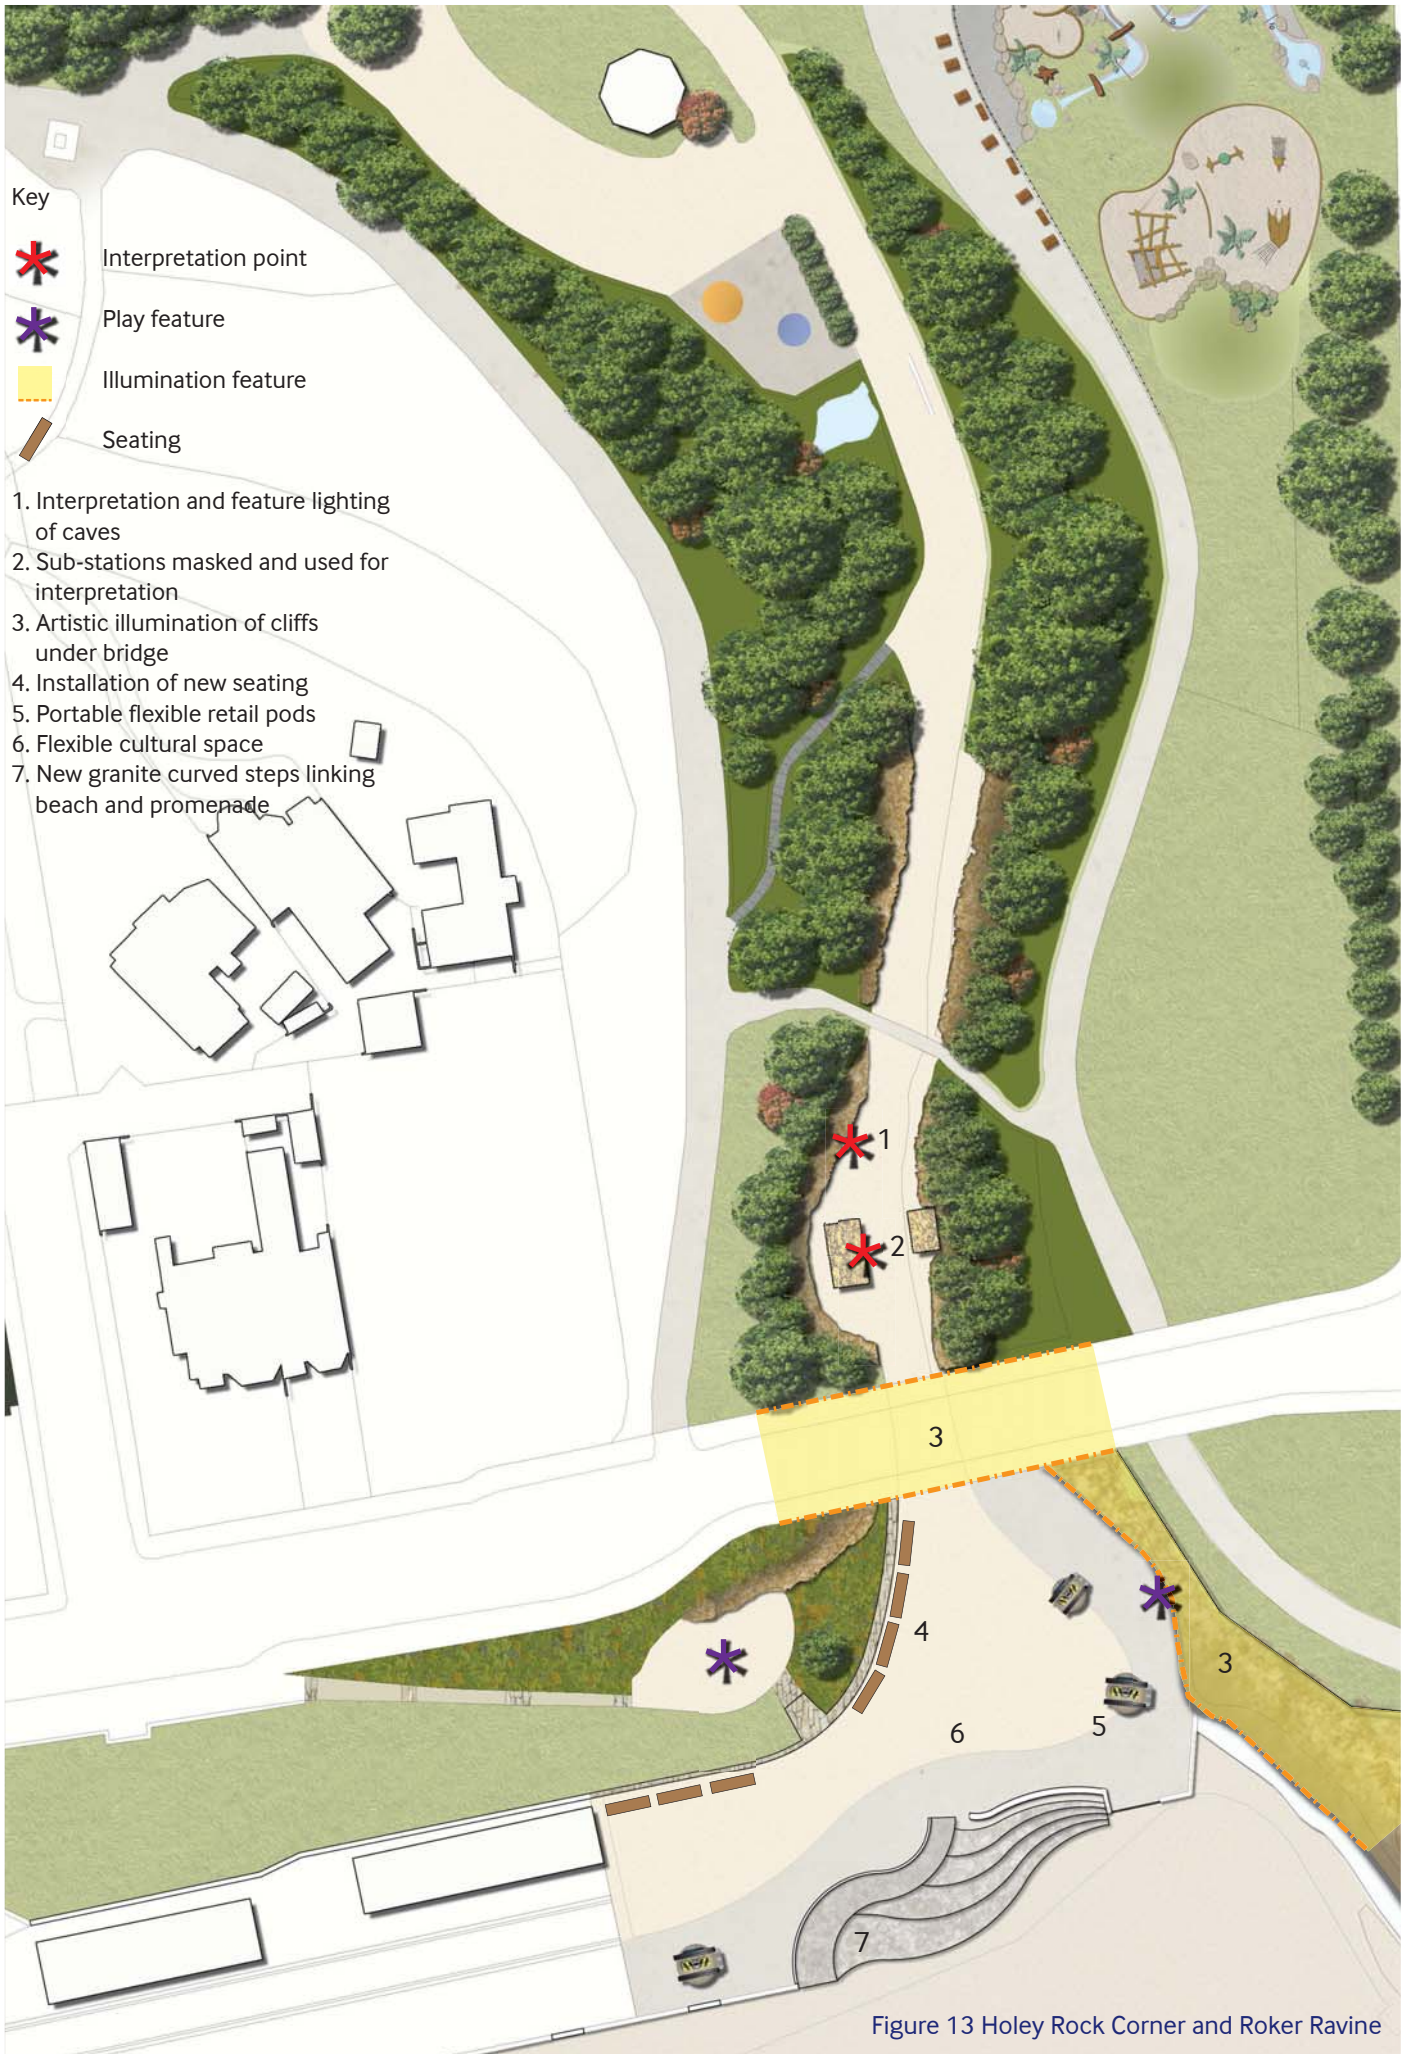 Key
Interpretation point
Play feature
Illumination feature
Seating
1. Interpretation and feature lighting
of caves
2. Sub-stations masked and used for
interpretation
3. Artistic illumination of cliffs
under bridge
4. Installation of new seating
5. Portable flexible retail pods
6. Flexible cultural space
7. New granite curved steps linking
beach and promenade
1
2
3
4
3
5
6
7
Figure 13 Holey Rock Corner and Roker Ravine